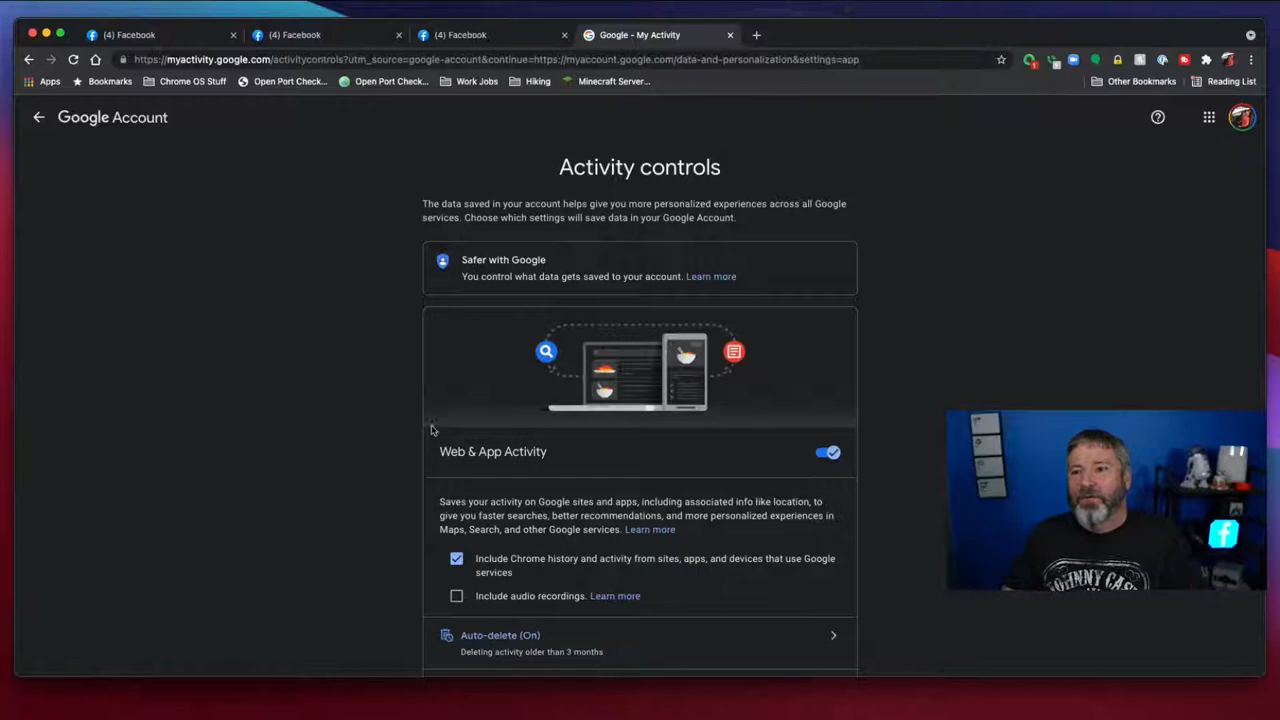 (4) Facebook
(4) Facebook
(4) Facebook
Google - My Activity
https://myactivity.google.com/activitycontrols?utm_source=google-account&continue=https://myaccount.google.com/data-and-personalization&settings=app
Apps
Bookmarks
Chrome OS Stuff
Open Port Check...
Open Port Check...
Work Jobs
Hiking
Minecraft Server...
Other Bookmarks
Reading List
Google Account
Activity controls
The data saved in your account helps give you more personalized experiences across all Google
services. Choose which settings will save data in your Google Account.
Safer with Google
You control what data gets saved to your account. Learn more
Web & App Activity
Saves your activity on Google sites and apps, including associated info like location, to
give you faster searches, better recommendations, and more personalized experiences in
Maps, Search, and other Google services. Learn more
Include Chrome history and activity from sites, apps, and devices that use Google
services
Include audio recordings. Learn more
Auto-delete (On)
Deleting activity older than 3 months
JOHNNY CASH